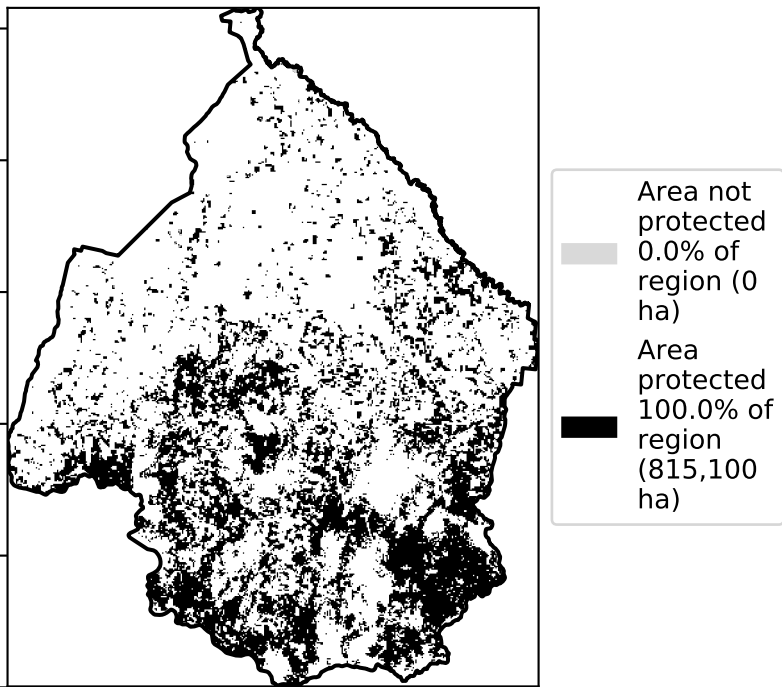 Area not
protected
0.0% of
region (0
ha)
Area
protected
100.0% of
region
(815,100
ha)